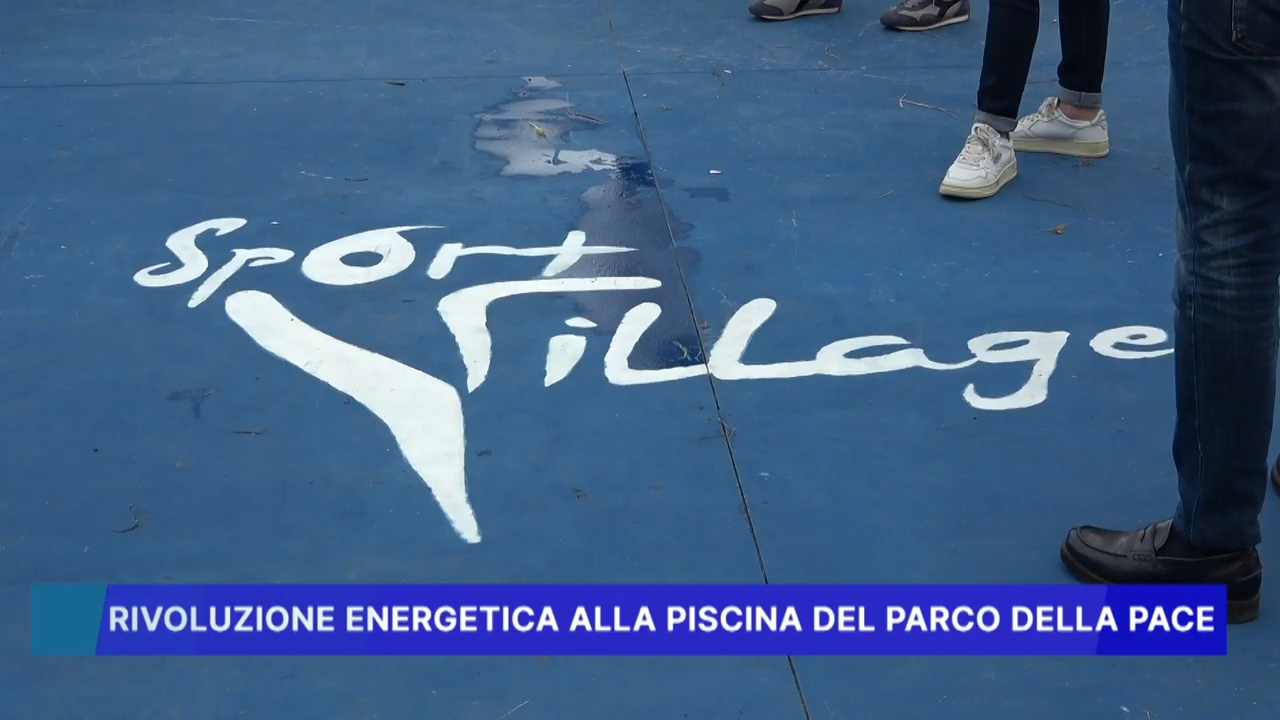 Sport
Village
RIVOLUZIONE ENERGETICA ALLA PISCINA DEL PARCO DELLA PACE